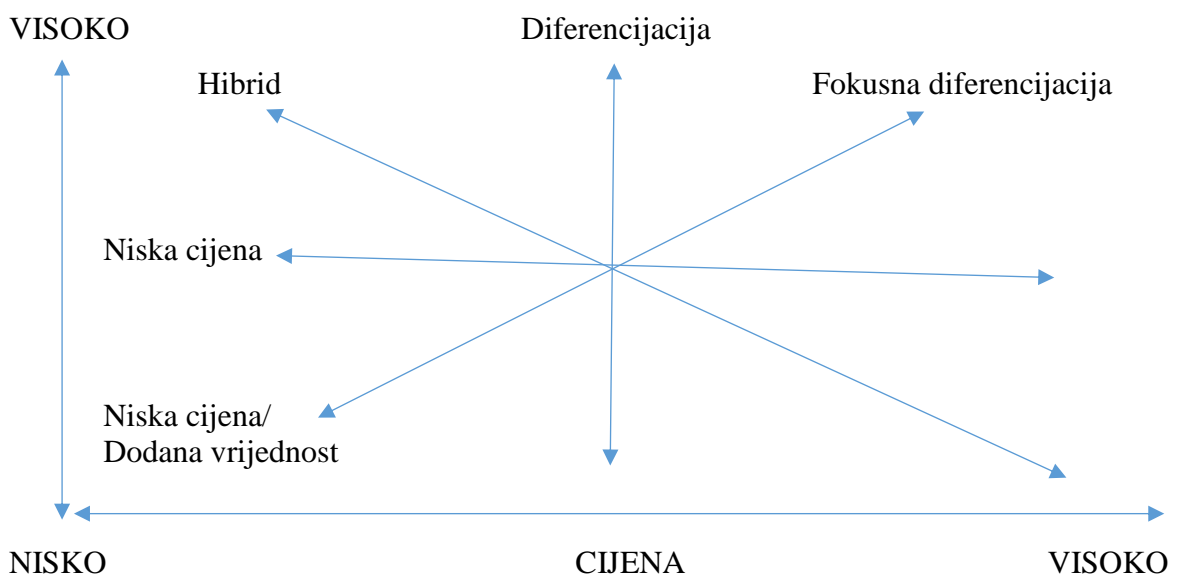 VISOKO
Diferencijacija
Hibrid
Fokusna diferencijacija
Niska cijena
Niska cijena/
Dodana vrijednost
NISKO
CIJENA
VISOKO